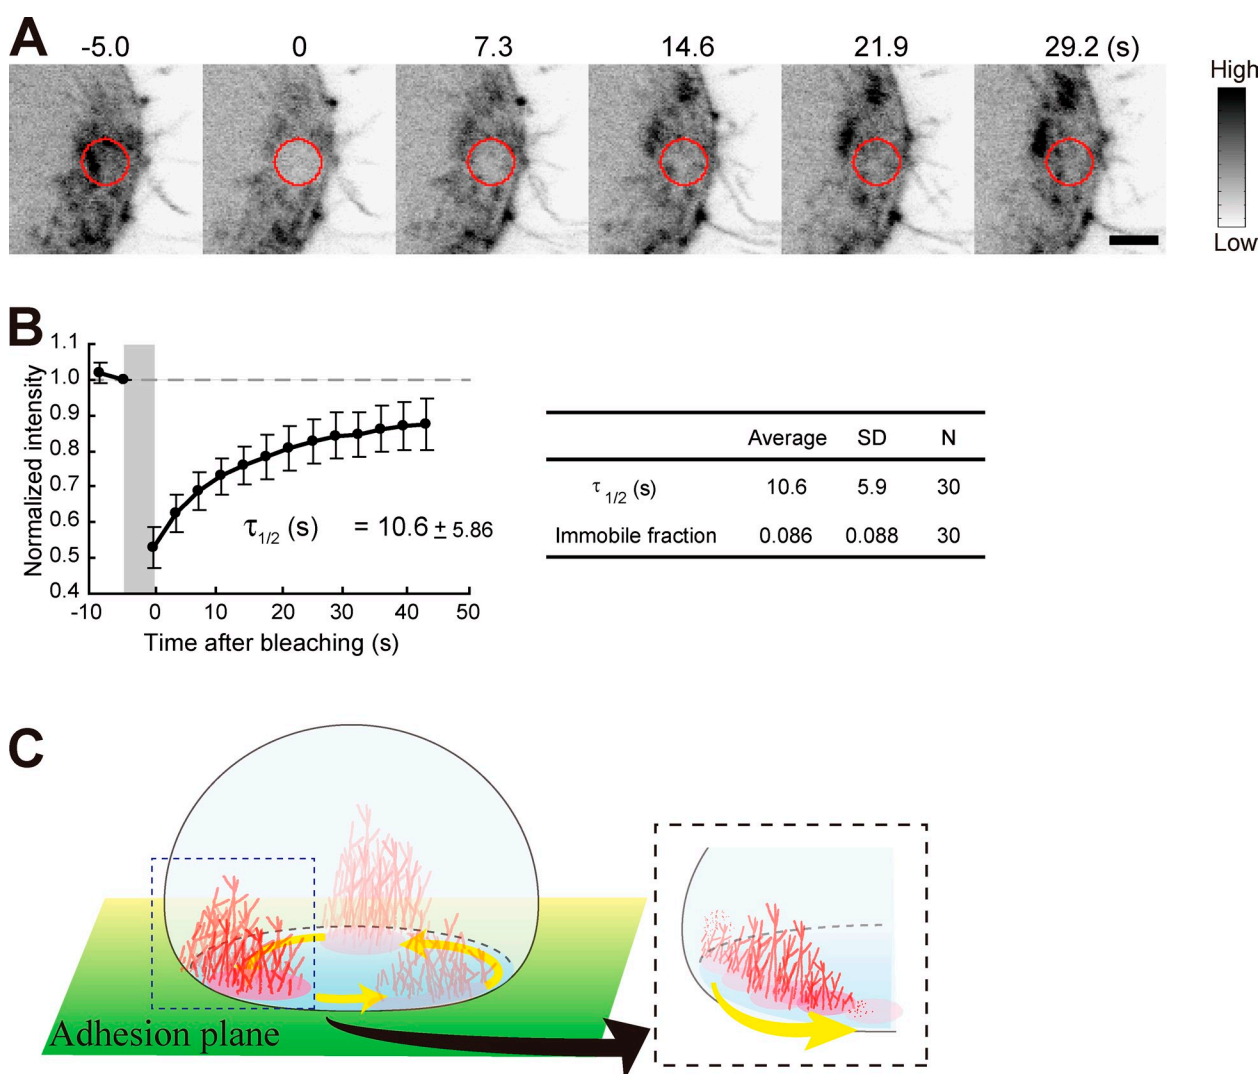 A
-5.0 0 7.3 14.6 21.9 29.2 (s)
High
Low
B
Normalized intensity
1.1
1.0
0.9
0.8
0.7
0.6
0.5
0.4
-10 0 10 20 30 40 50
Time after bleaching (s)
τ1/2 (s) = 10.6 ± 5.86
Average SD N
τ 1/2 (s) 10.6 5.9 30
Immobile fraction 0.086 0.088 30
C
Adhesion plane